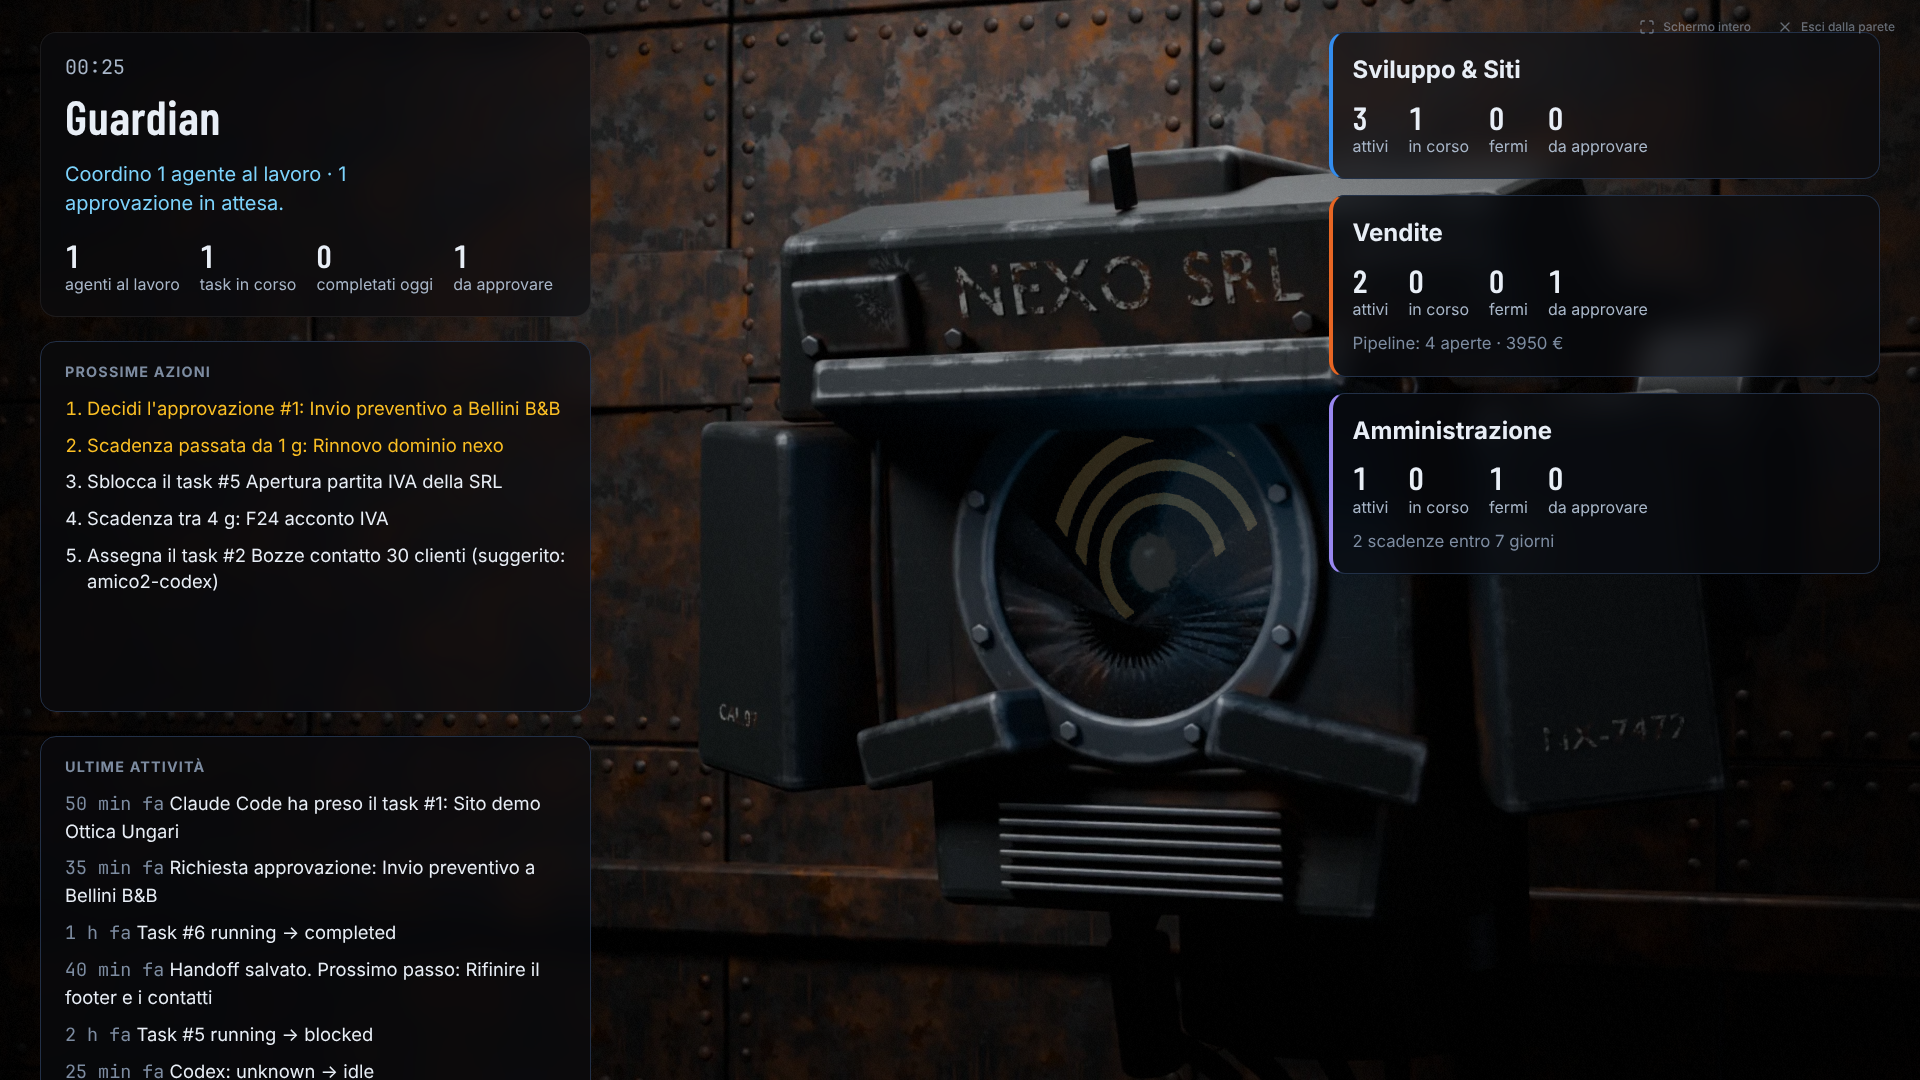 Schermo intero
Esci dalla parete
00:25
Guardian
Coordino 1 agente al lavoro · 1
approvazione in attesa.
1 1 0 1
agenti al lavoro task in corso completati oggi da approvare
PROSSIME AZIONI
1. Decidi l'approvazione #1: Invio preventivo a Bellini B&B
2. Scadenza passata da 1 g: Rinnovo dominio nexo
3. Sblocca il task #5 Apertura partita IVA della SRL
4. Scadenza tra 4 g: F24 acconto IVA
5. Assegna il task #2 Bozze contatto 30 clienti (suggerito:
amico2-codex)
ULTIME ATTIVITÀ
50 min fa Claude Code ha preso il task #1: Sito demo
Ottica Ungari
35 min fa Richiesta approvazione: Invio preventivo a
Bellini B&B
1 h fa Task #6 running → completed
40 min fa Handoff salvato. Prossimo passo: Rifinire il
footer e i contatti
2 h fa Task #5 running → blocked
25 min fa Codex: unknown → idle
NEXO SRL
CAL.07
NX-7472
Sviluppo & Siti
3 1 0 0
attivi in corso fermi da approvare
Vendite
2 0 0 1
attivi in corso fermi da approvare
Pipeline: 4 aperte · 3950 €
Amministrazione
1 0 1 0
attivi in corso fermi da approvare
2 scadenze entro 7 giorni